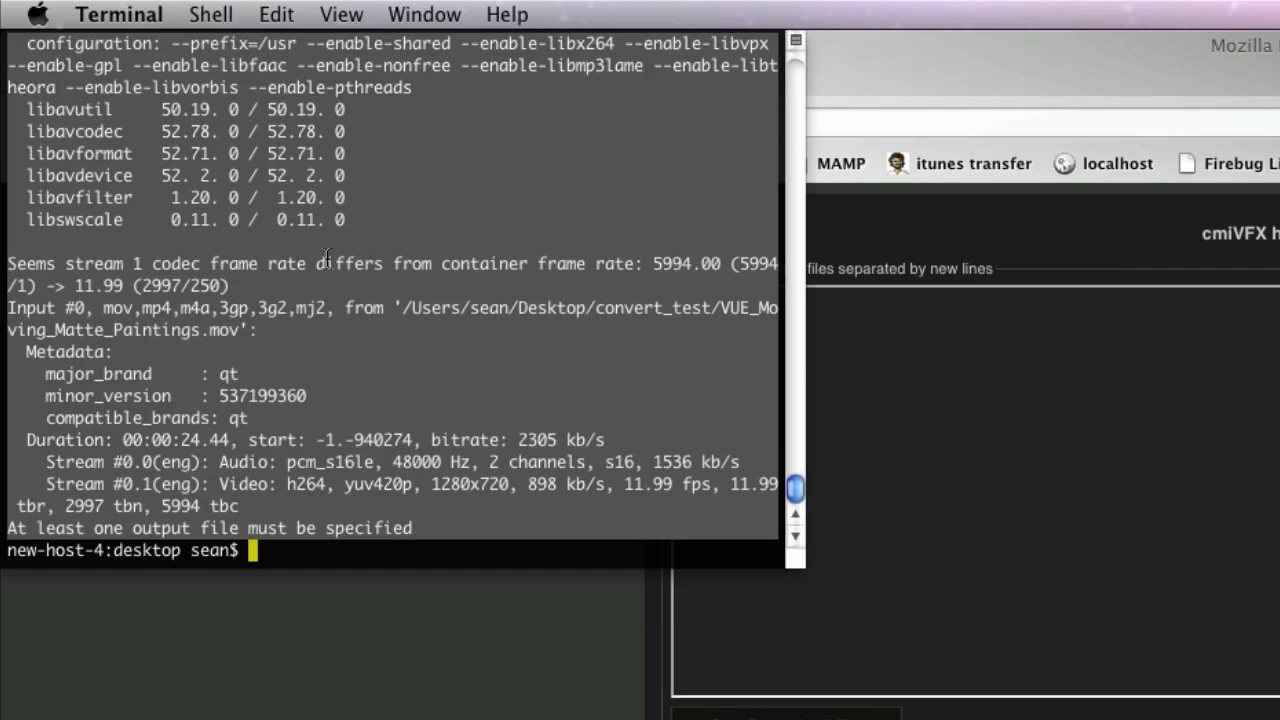 Terminal Shell Edit View Window Help
configuration: --prefix=/usr --enable-shared --enable-libx264 --enable-libvpx
--enable-gpl --enable-libfaac --enable-nonfree --enable-libmp3lame --enable-libt
heora --enable-libvorbis --enable-pthreads
libavutil 50.19. 0 / 50.19. 0
libavcodec 52.78. 0 / 52.78. 0
libavformat 52.71. 0 / 52.71. 0
libavdevice 52. 2. 0 / 52. 2. 0
libavfilter 1.20. 0 / 1.20. 0
libswscale 0.11. 0 / 0.11. 0
Seems stream 1 codec frame rate differs from container frame rate: 5994.00 (5994
/1) -> 11.99 (2997/250)
Input #0, mov,mp4,m4a,3gp,3g2,mj2, from '/Users/sean/Desktop/convert_test/VUE_Mo
ving_Matte_Paintings.mov':
Metadata:
major_brand : qt
minor_version : 537199360
compatible_brands: qt
Duration: 00:00:24.44, start: -1.-940274, bitrate: 2305 kb/s
Stream #0.0(eng): Audio: pcm_s16le, 48000 Hz, 2 channels, s16, 1536 kb/s
Stream #0.1(eng): Video: h264, yuv420p, 1280x720, 898 kb/s, 11.99 fps, 11.99
tbr, 2997 tbn, 5994 tbc
At least one output file must be specified
new-host-4:desktop sean$
Mozilla
MAMP itunes transfer localhost Firebug Li
cmiVFX h
files separated by new lines